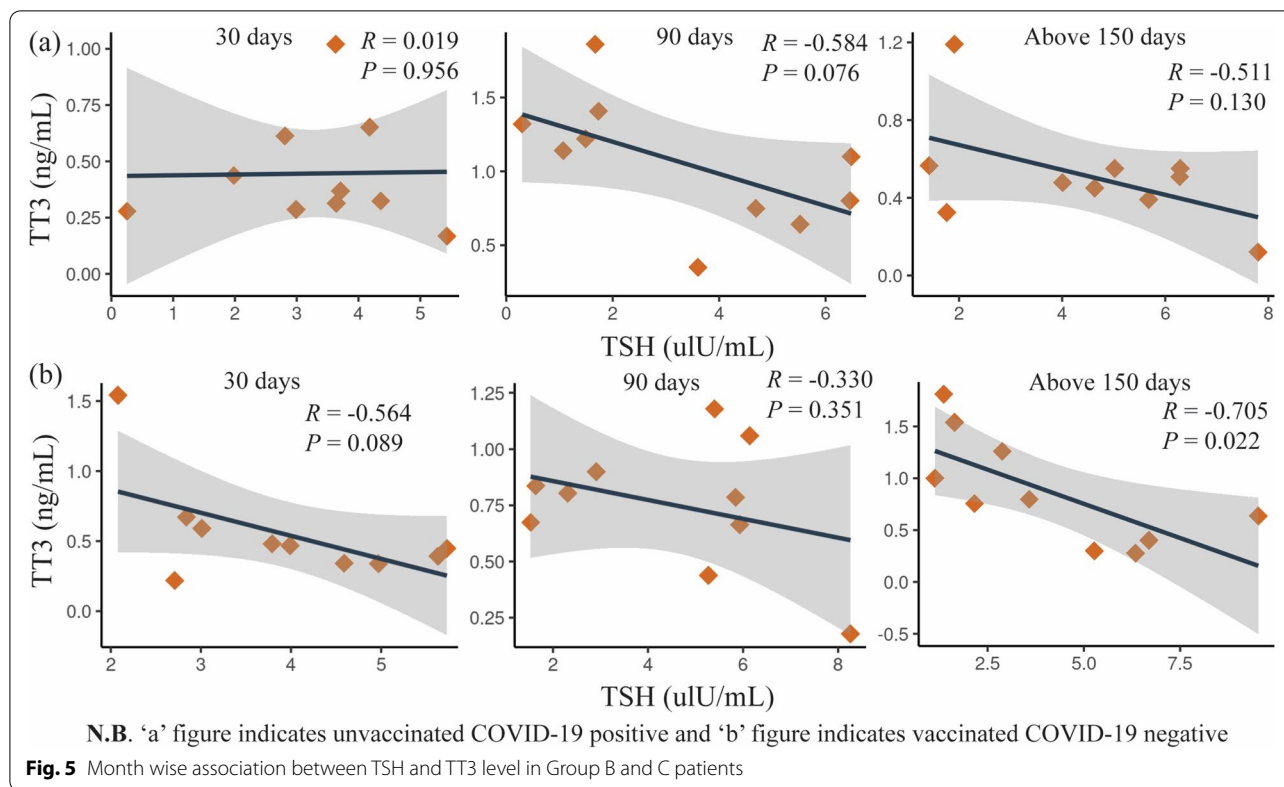 (a)
30 days
R = 0.019
P = 0.956
90 days
R = -0.584
P = 0.076
Above 150 days
R = -0.511
P = 0.130
TT3 (ng/mL)
1.00
0.75
0.50
0.25
0.00
0 1 2 3 4 5
1.5
1.0
0.5
0 2 4 6
1.2
0.8
0.4
0.0
2 4 6 8
TSH (ulU/mL)
(b)
30 days
R = -0.564
P = 0.089
90 days
R = -0.330
P = 0.351
Above 150 days
R = -0.705
P = 0.022
TT3 (ng/mL)
1.5
1.0
0.5
0.0
2 3 4 5
1.25
1.00
0.75
0.50
0.25
2 4 6 8
1.5
1.0
0.5
0.0
-0.5
2.5 5.0 7.5
TSH (ulU/mL)
N.B. ‘a’ figure indicates unvaccinated COVID-19 positive and ‘b’ figure indicates vaccinated COVID-19 negative
Fig. 5 Month wise association between TSH and TT3 level in Group B and C patients